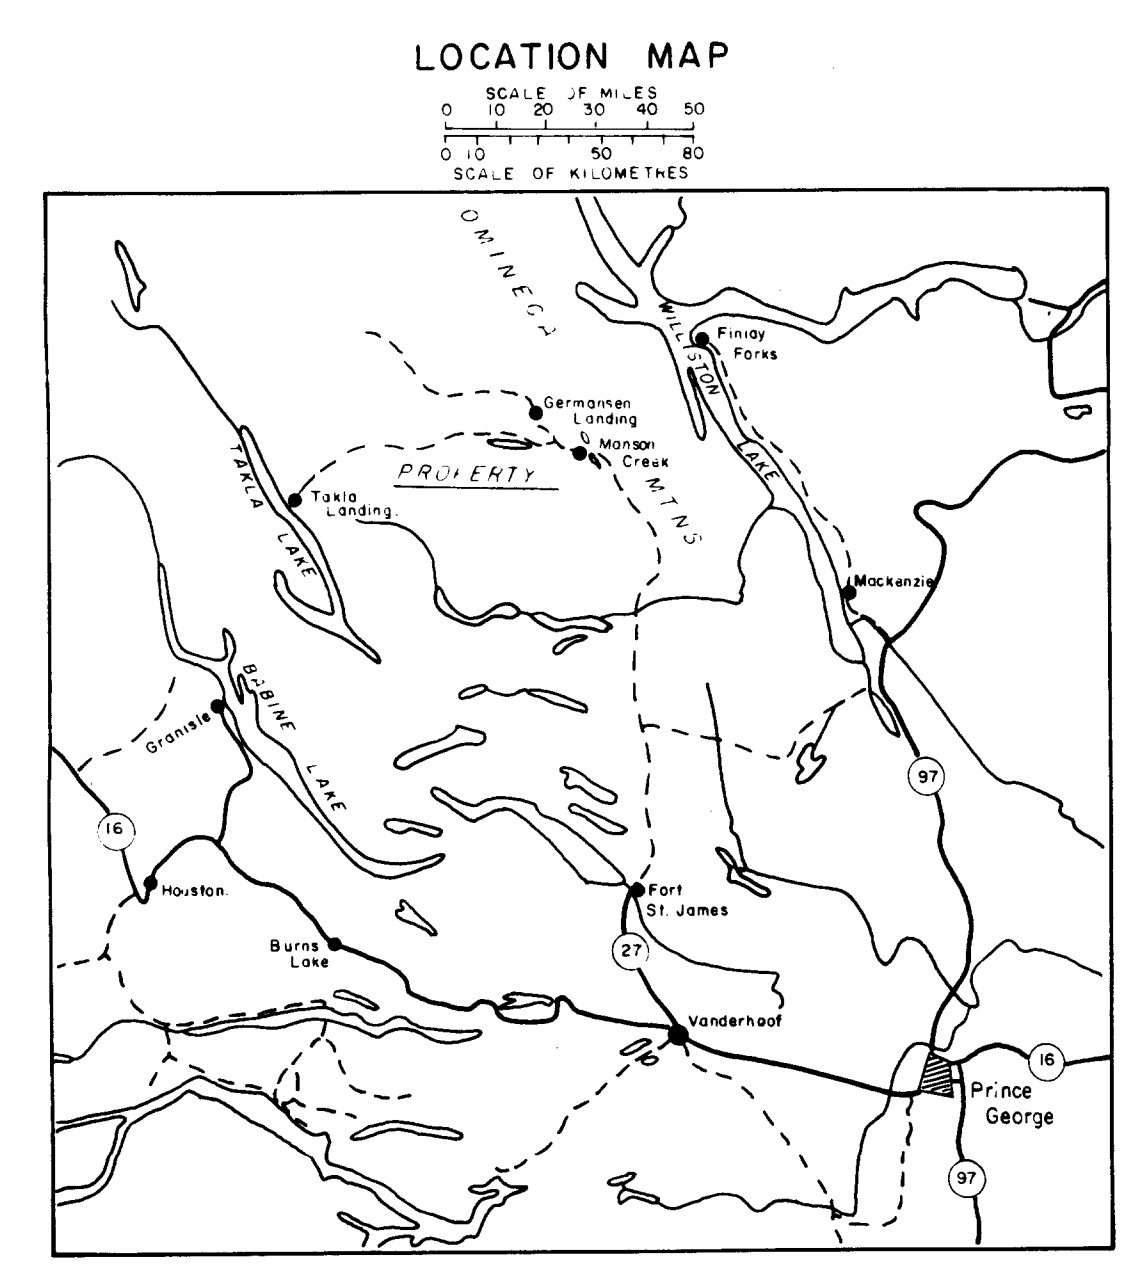 LOCATION MAP
SCALE OF MILES
0 10 20 30 40 50
0 10 50 80
SCALE OF KILOMETRES
OMINECA
WILLISTON
Finlay
Forks
Germansen
Landing
Manson
Creek
PROPERTY
MTNS
LAKE
TAKLA
Takla
Landing.
LAKE
Mackenzie
BABINE
Granisle
LAKE
97
16
Houston.
Fort
St. James
Burns
Lake
27
Vanderhoof
16
Prince
George
97